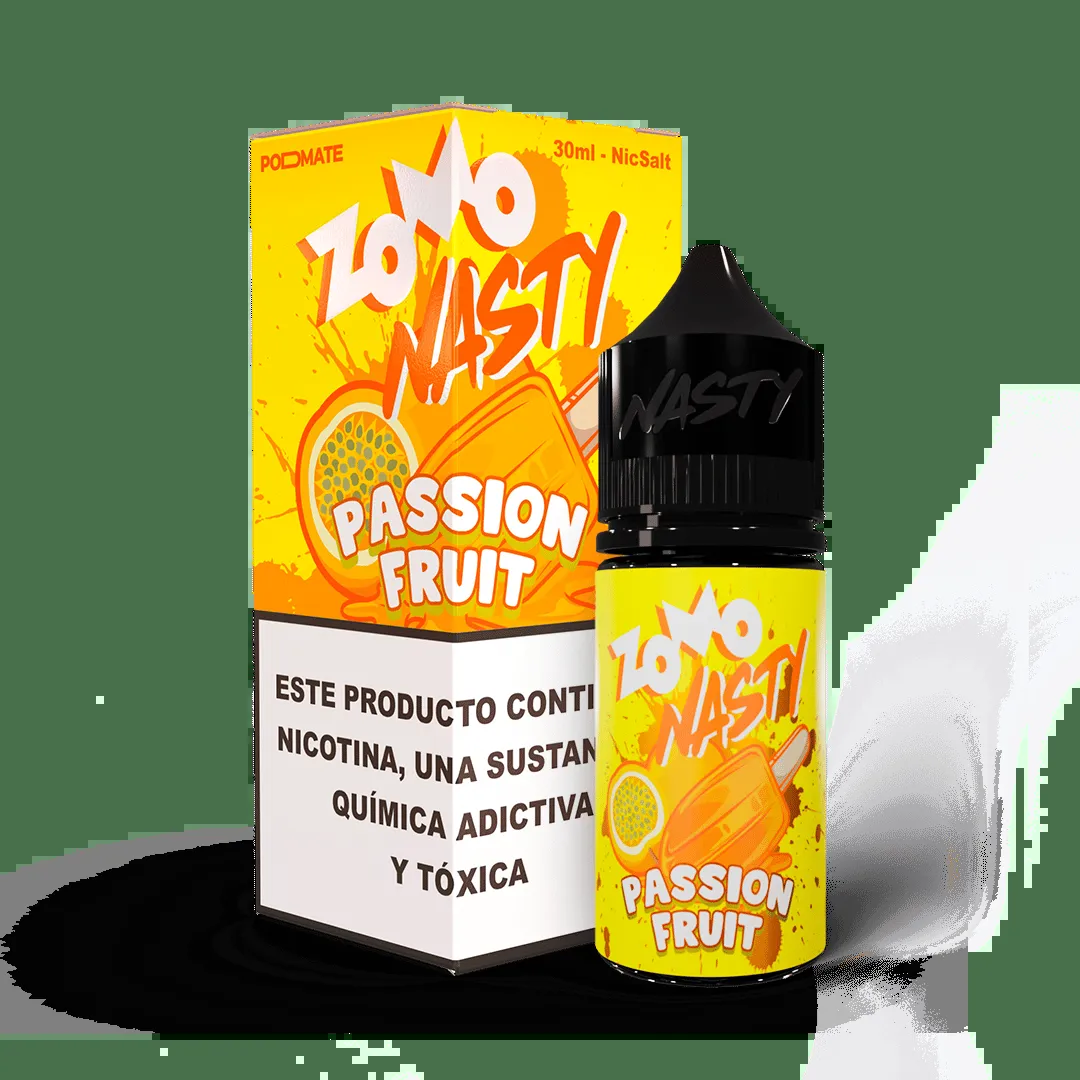 PODMATE
30ml - NicSalt
ZOMO
NASTY
PASSION
FRUIT
ESTE PRODUCTO CONTI
NICOTINA, UNA SUSTAN
QUÍMICA ADICTIVA
Y TÓXICA
NASTY
ZOMO
NASTY
PASSION
FRUIT